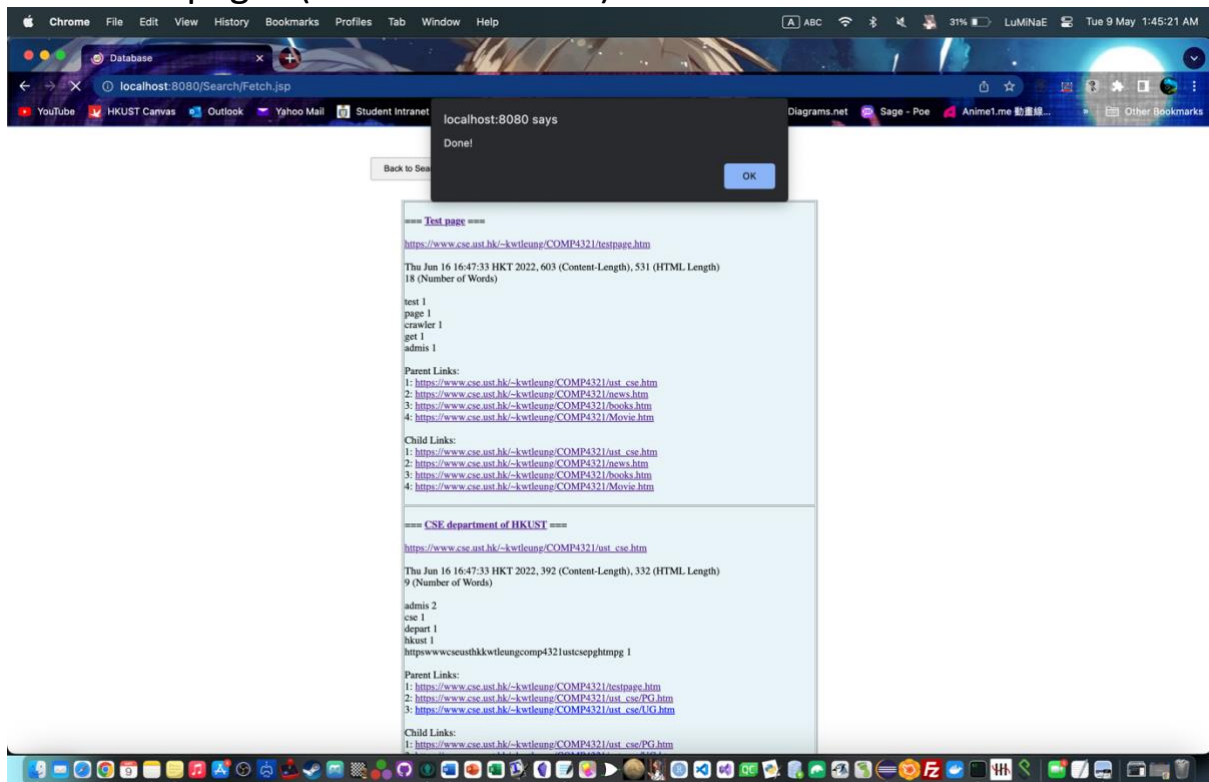 Chrome File Edit View History Bookmarks Profiles Tab Window Help A ABC 31% LuMiNaE Tue 9 May 1:45:21 AM
Database
localhost:8080/Search/Fetch.jsp
YouTube HKUST Canvas Outlook Yahoo Mail Student Intranet Diagrams.net Sage - Poe Anime1.me 動畫線... » Other Bookmarks
localhost:8080 says
Done!
OK
Back to Sea
=== Test page ===
https://www.cse.ust.hk/~kwtleung/COMP4321/testpage.htm
Thu Jun 16 16:47:33 HKT 2022, 603 (Content-Length), 531 (HTML Length)
18 (Number of Words)
test 1
page 1
crawler 1
get 1
admis 1
Parent Links:
1: https://www.cse.ust.hk/~kwtleung/COMP4321/ust_cse.htm
2: https://www.cse.ust.hk/~kwtleung/COMP4321/news.htm
3: https://www.cse.ust.hk/~kwtleung/COMP4321/books.htm
4: https://www.cse.ust.hk/~kwtleung/COMP4321/Movie.htm
Child Links:
1: https://www.cse.ust.hk/~kwtleung/COMP4321/ust_cse.htm
2: https://www.cse.ust.hk/~kwtleung/COMP4321/news.htm
3: https://www.cse.ust.hk/~kwtleung/COMP4321/books.htm
4: https://www.cse.ust.hk/~kwtleung/COMP4321/Movie.htm
=== CSE department of HKUST ===
https://www.cse.ust.hk/~kwtleung/COMP4321/ust_cse.htm
Thu Jun 16 16:47:33 HKT 2022, 392 (Content-Length), 332 (HTML Length)
9 (Number of Words)
admis 2
cse 1
depart 1
hkust 1
httpswwwcseusthkkwtleungcomp4321ustcsepghtmpg 1
Parent Links:
1: https://www.cse.ust.hk/~kwtleung/COMP4321/testpage.htm
2: https://www.cse.ust.hk/~kwtleung/COMP4321/ust_cse/PG.htm
3: https://www.cse.ust.hk/~kwtleung/COMP4321/ust_cse/UG.htm
Child Links:
1: https://www.cse.ust.hk/~kwtleung/COMP4321/ust_cse/PG.htm